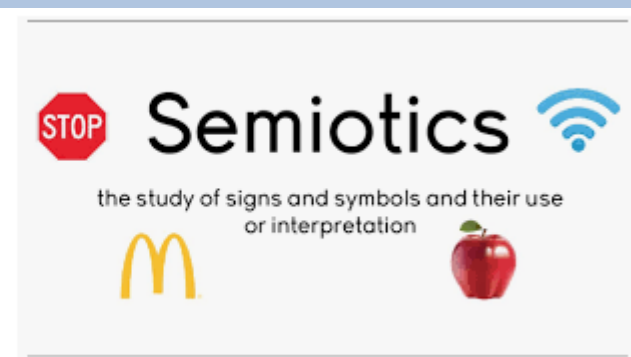 STOP
Semiotics
the study of signs and symbols and their use
or interpretation